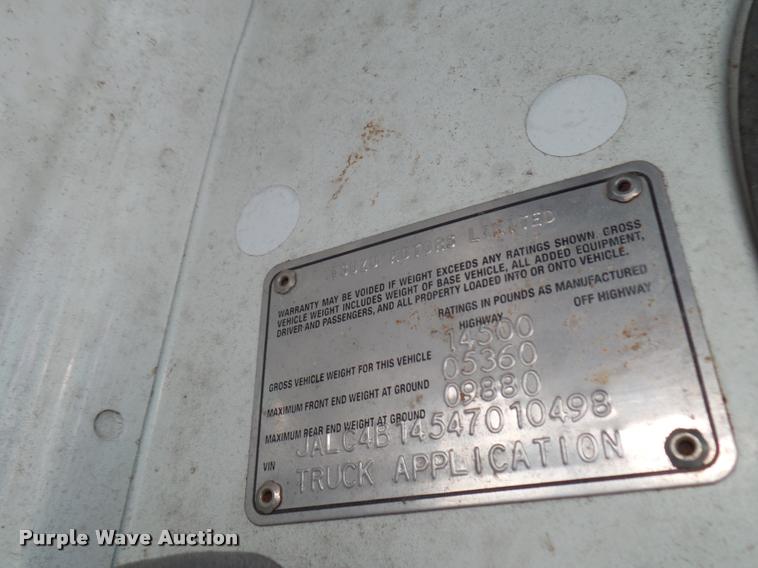 ISUZU MOTORS LIMITED
WARRANTY MAY BE VOIDED IF WEIGHT EXCEEDS ANY RATINGS SHOWN. GROSS
VEHICLE WEIGHT INCLUDES WEIGHT OF BASE VEHICLE, ALL ADDED EQUIPMENT,
DRIVER AND PASSENGERS, AND ALL PROPERTY LOADED INTO OR ONTO VEHICLE.
RATINGS IN POUNDS AS MANUFACTURED
HIGHWAY OFF HIGHWAY
GROSS VEHICLE WEIGHT FOR THIS VEHICLE 14500
MAXIMUM FRONT END WEIGHT AT GROUND 05360
MAXIMUM REAR END WEIGHT AT GROUND 09880
VIN JALC4B14547010498
TRUCK APPLICATION
Purple Wave Auction